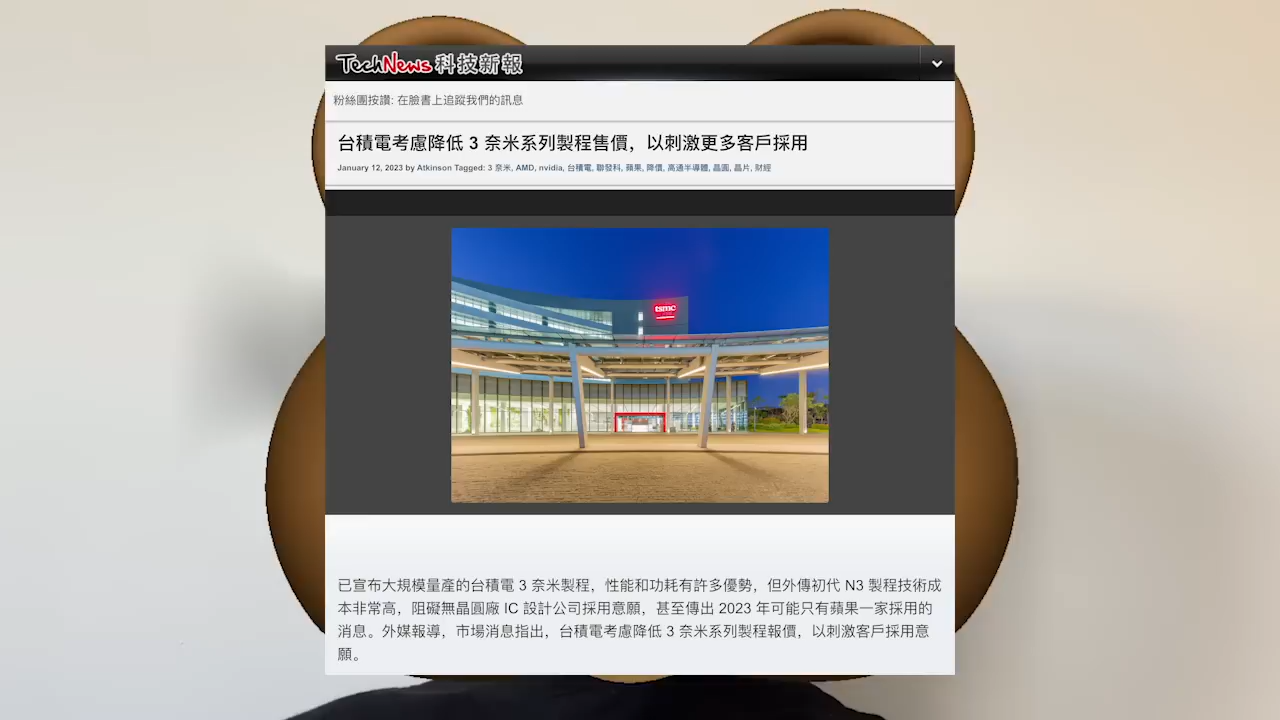 TechNews 科技新報
粉絲團按讚: 在臉書上追蹤我們的訊息
台積電考慮降低 3 奈米系列製程售價，以刺激更多客戶採用
January 12, 2023 by Atkinson Tagged: 3 奈米, AMD, nvidia, 台積電, 聯發科, 蘋果, 降價, 高通半導體, 晶圓, 晶片, 財經
tsmc
已宣布大規模量產的台積電 3 奈米製程，性能和功耗有許多優勢，但外傳初代 N3 製程技術成
本非常高，阻礙無晶圓廠 IC 設計公司採用意願，甚至傳出 2023 年可能只有蘋果一家採用的
消息。外媒報導，市場消息指出，台積電考慮降低 3 奈米系列製程報價，以刺激客戶採用意
願。